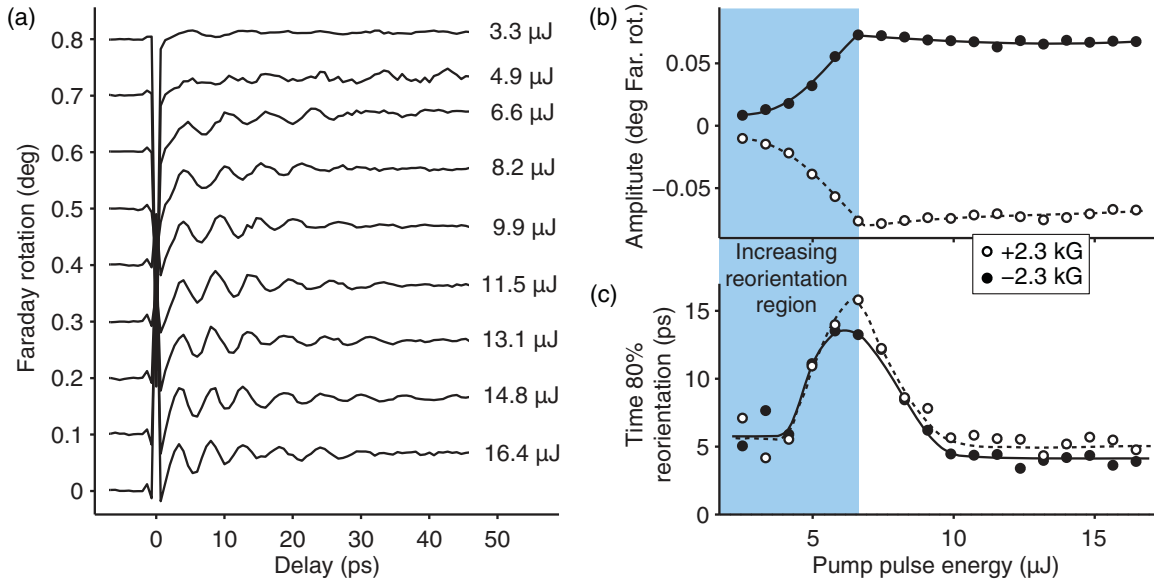 (a)
Faraday rotation (deg)
0.8
0.7
0.6
0.5
0.4
0.3
0.2
0.1
0
3.3 μJ
4.9 μJ
6.6 μJ
8.2 μJ
9.9 μJ
11.5 μJ
13.1 μJ
14.8 μJ
16.4 μJ
0 10 20 30 40 50
Delay (ps)
(b)
Amplitute (deg Far. rot.)
0.05
0
−0.05
+2.3 kG
−2.3 kG
Increasing
reorientation
region
(c)
Time 80%
reorientation (ps)
15
10
5
0
5 10 15
Pump pulse energy (μJ)